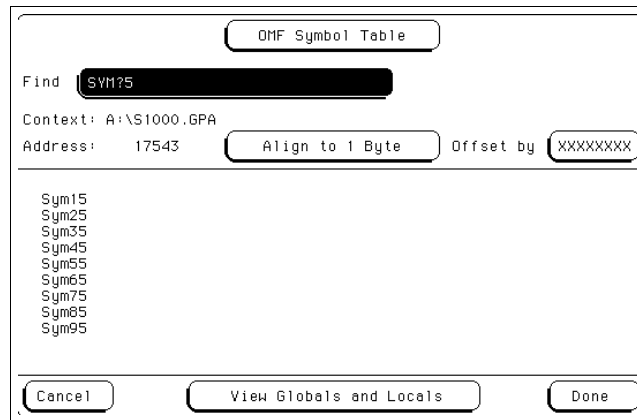 OMF Symbol Table
Find SYM?5
Context: A:\S1000.GPA
Address: 17543 Align to 1 Byte Offset by XXXXXXXX
Sym15
Sym25
Sym35
Sym45
Sym55
Sym65
Sym75
Sym85
Sym95
Cancel View Globals and Locals Done